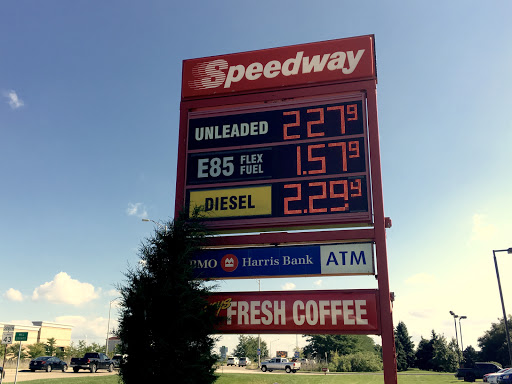 Speedway
UNLEADED 2.27 9
E85 FLEX FUEL 1.57 9
DIESEL 2.29 9
MO Harris Bank ATM
FRESH COFFEE